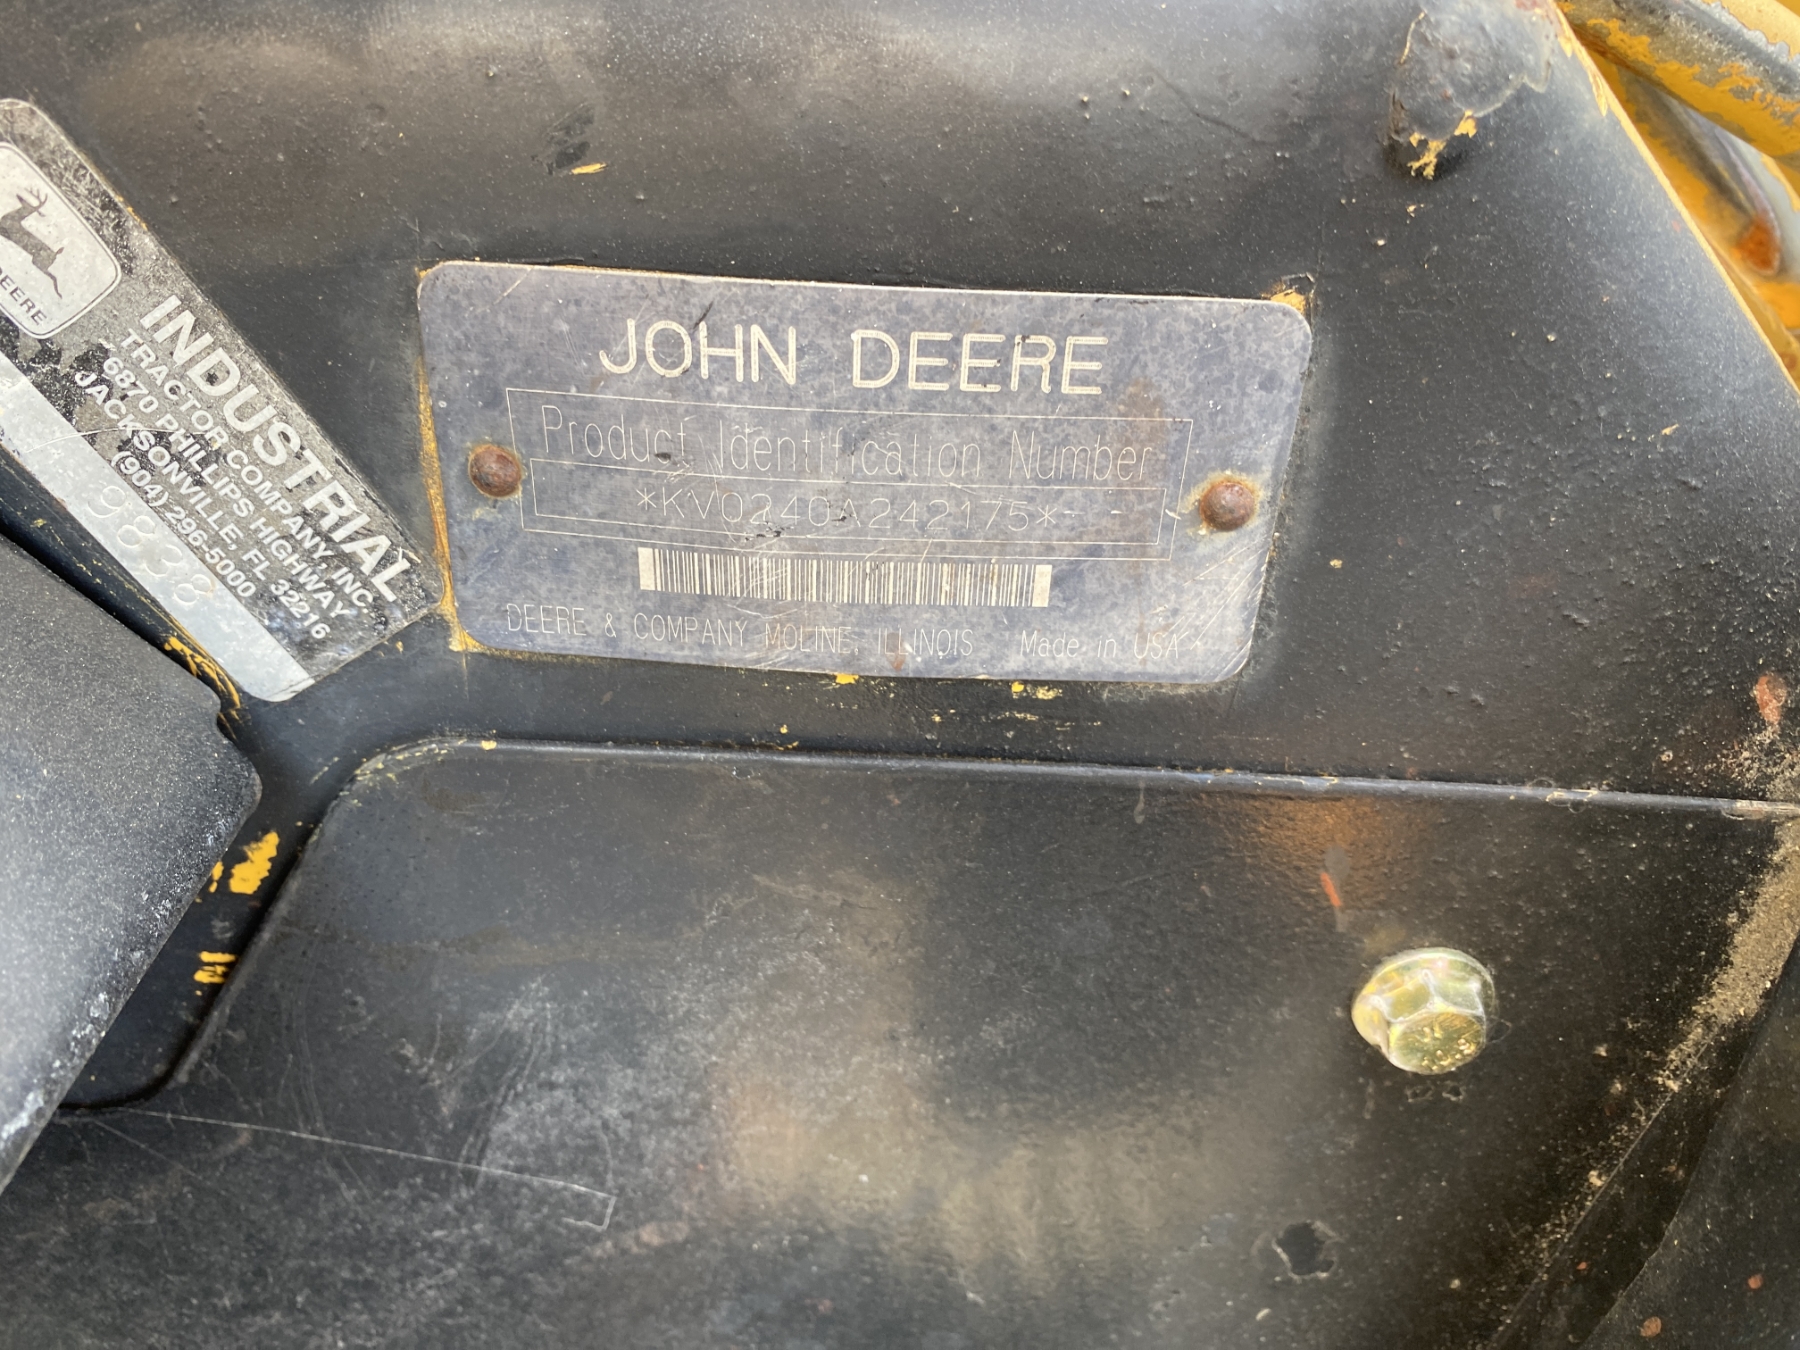 DEERE
INDUSTRIAL
TRACTOR COMPANY, INC.
6870 PHILLIPS HIGHWAY
JACKSONVILLE, FL 32216
(904) 296-5000
9838
JOHN DEERE
Product Identification Number
*KV0240A242175*
DEERE & COMPANY MOLINE, ILLINOIS Made in USA